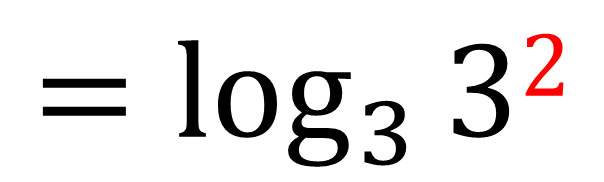 = log₃ 3²